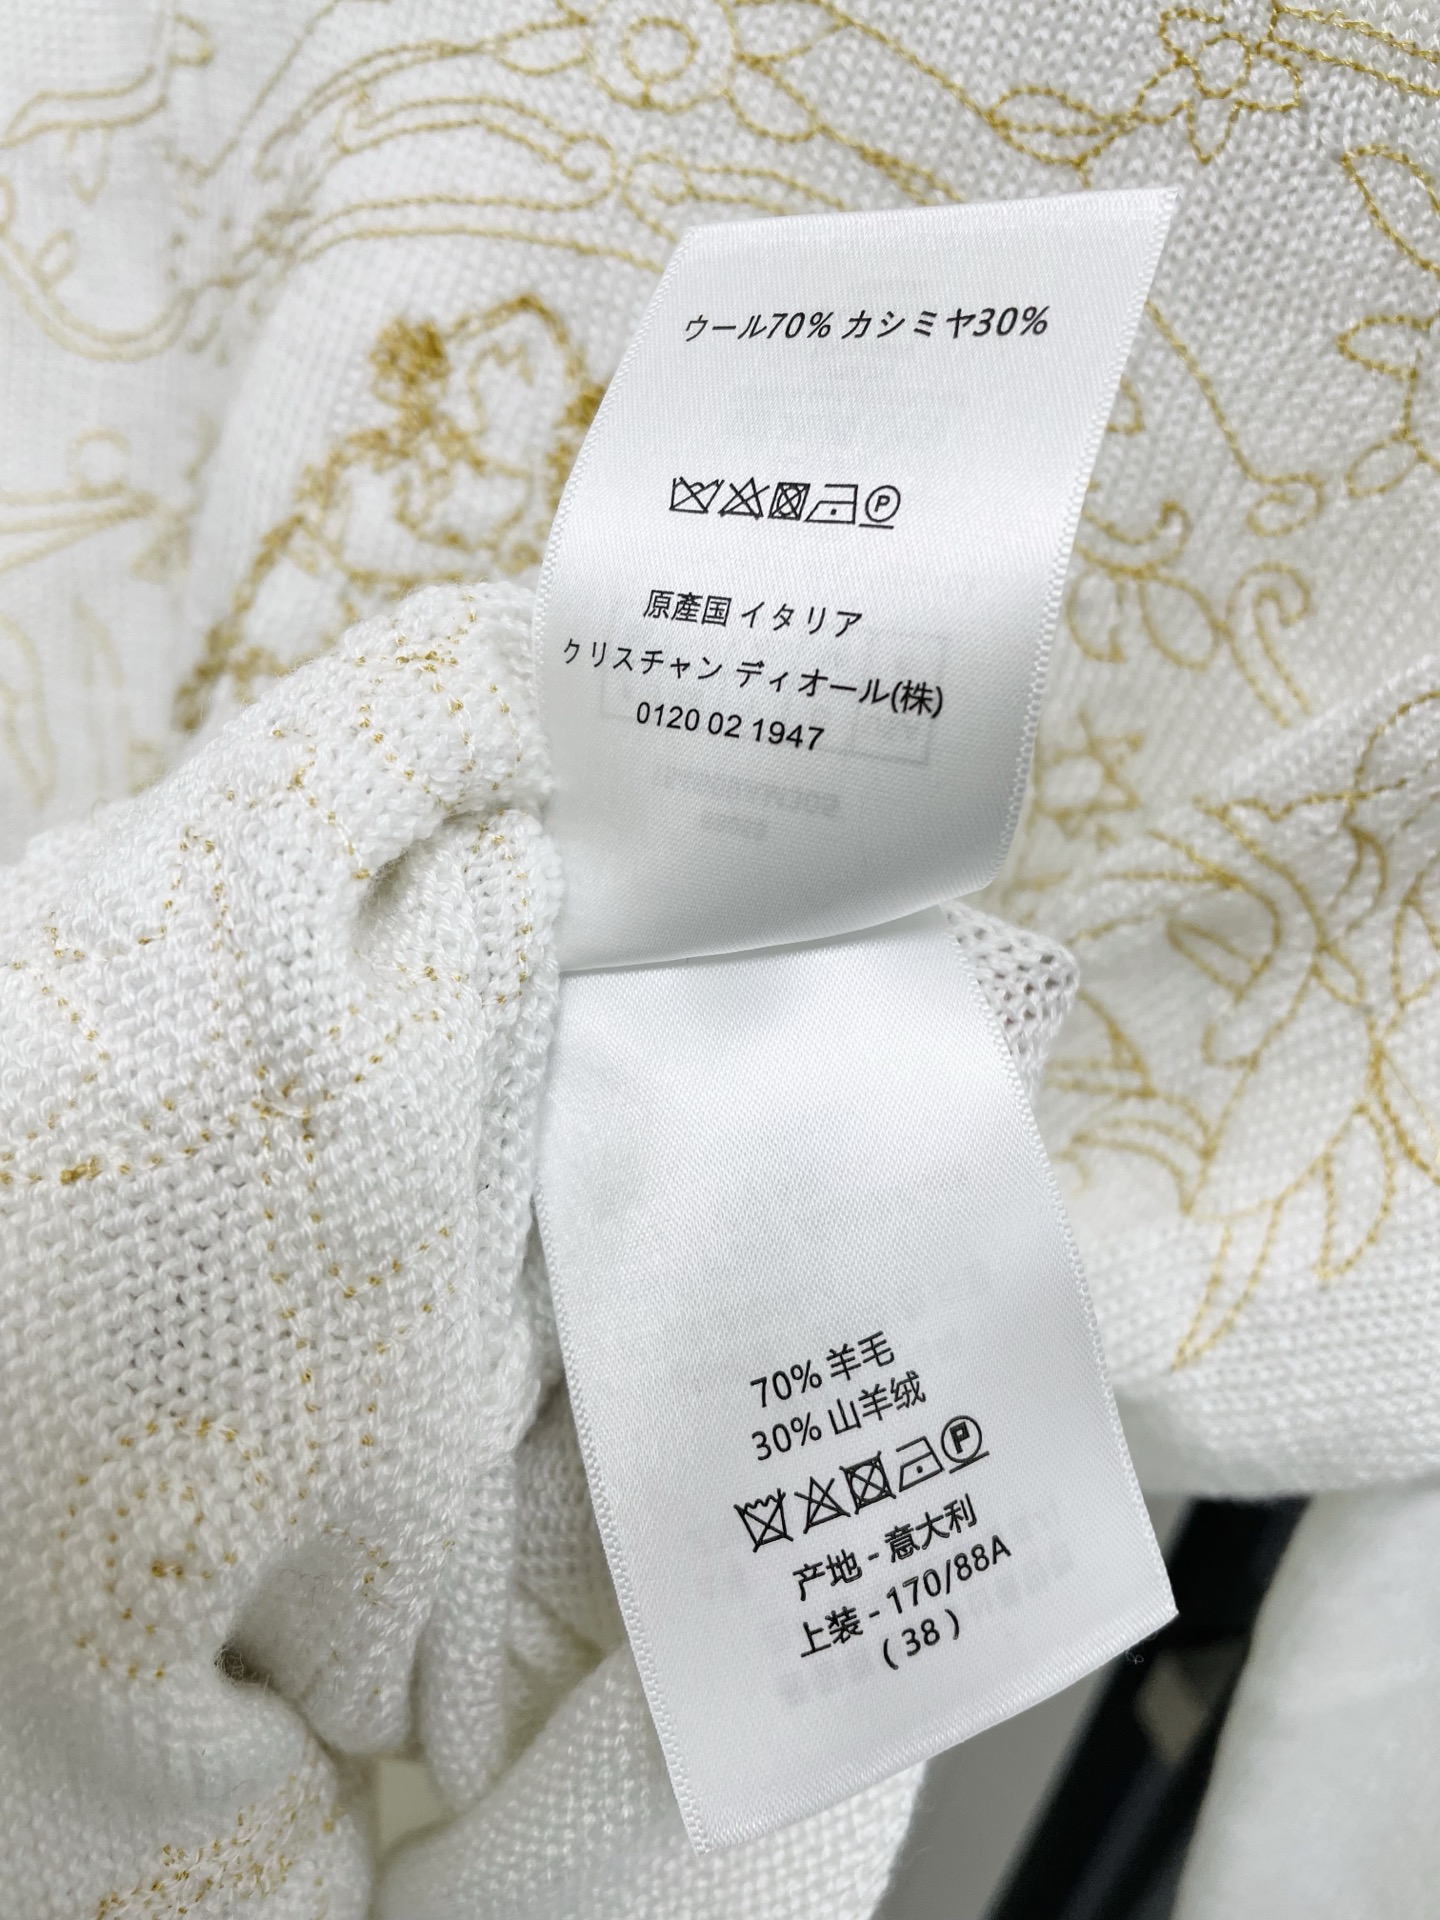 ウール70% カシミヤ30%
P
原產国 イタリア
クリスチャン ディオール(株)
0120 02 1947
70% 羊毛
30% 山羊绒
P
产地 - 意大利
上装 - 170/88A
( 38 )